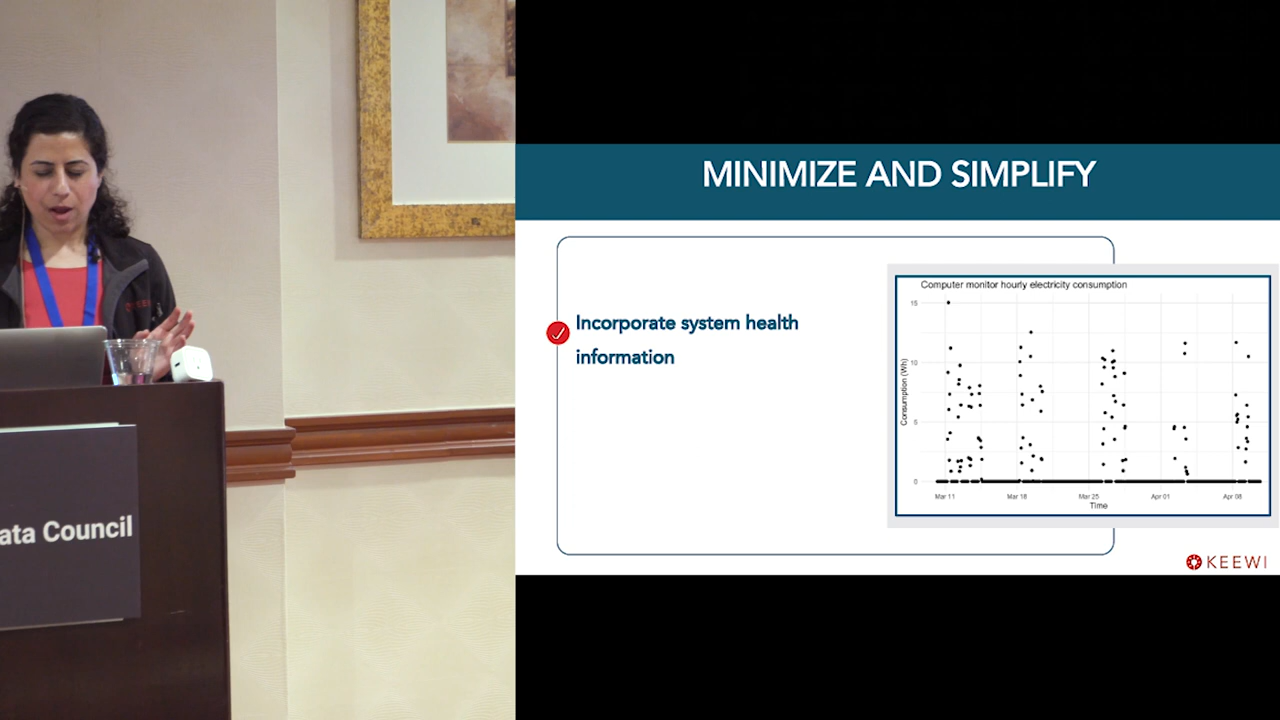 MINIMIZE AND SIMPLIFY
Incorporate system health
information
Computer monitor hourly electricity consumption
Consumption (Wh)
15
10
5
0
Mar 11
Mar 18
Mar 25
Apr 01
Apr 08
Time
KEEWI
ata Council